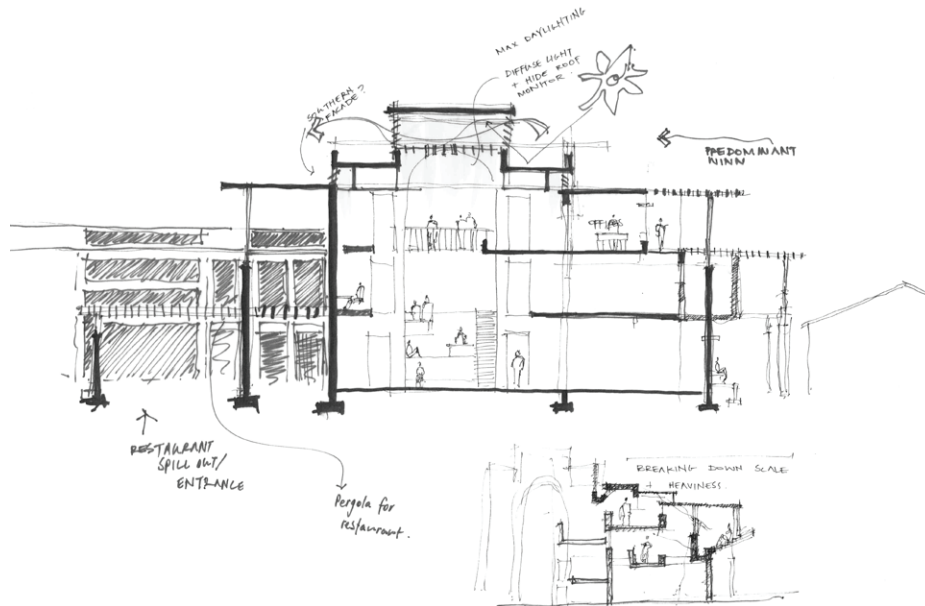 MAX DAYLIGHTING
DIFFUSE LIGHT
+ HIDE ROOF
MONITOR.
SOUTHERN
FACADE?
PREDOMINANT
OFFICES
RESTAURANT
SPILL OUT/
ENTRANCE
Pergola for
restaurant.
BREAKING DOWN SCALE
+ HEAVINESS.